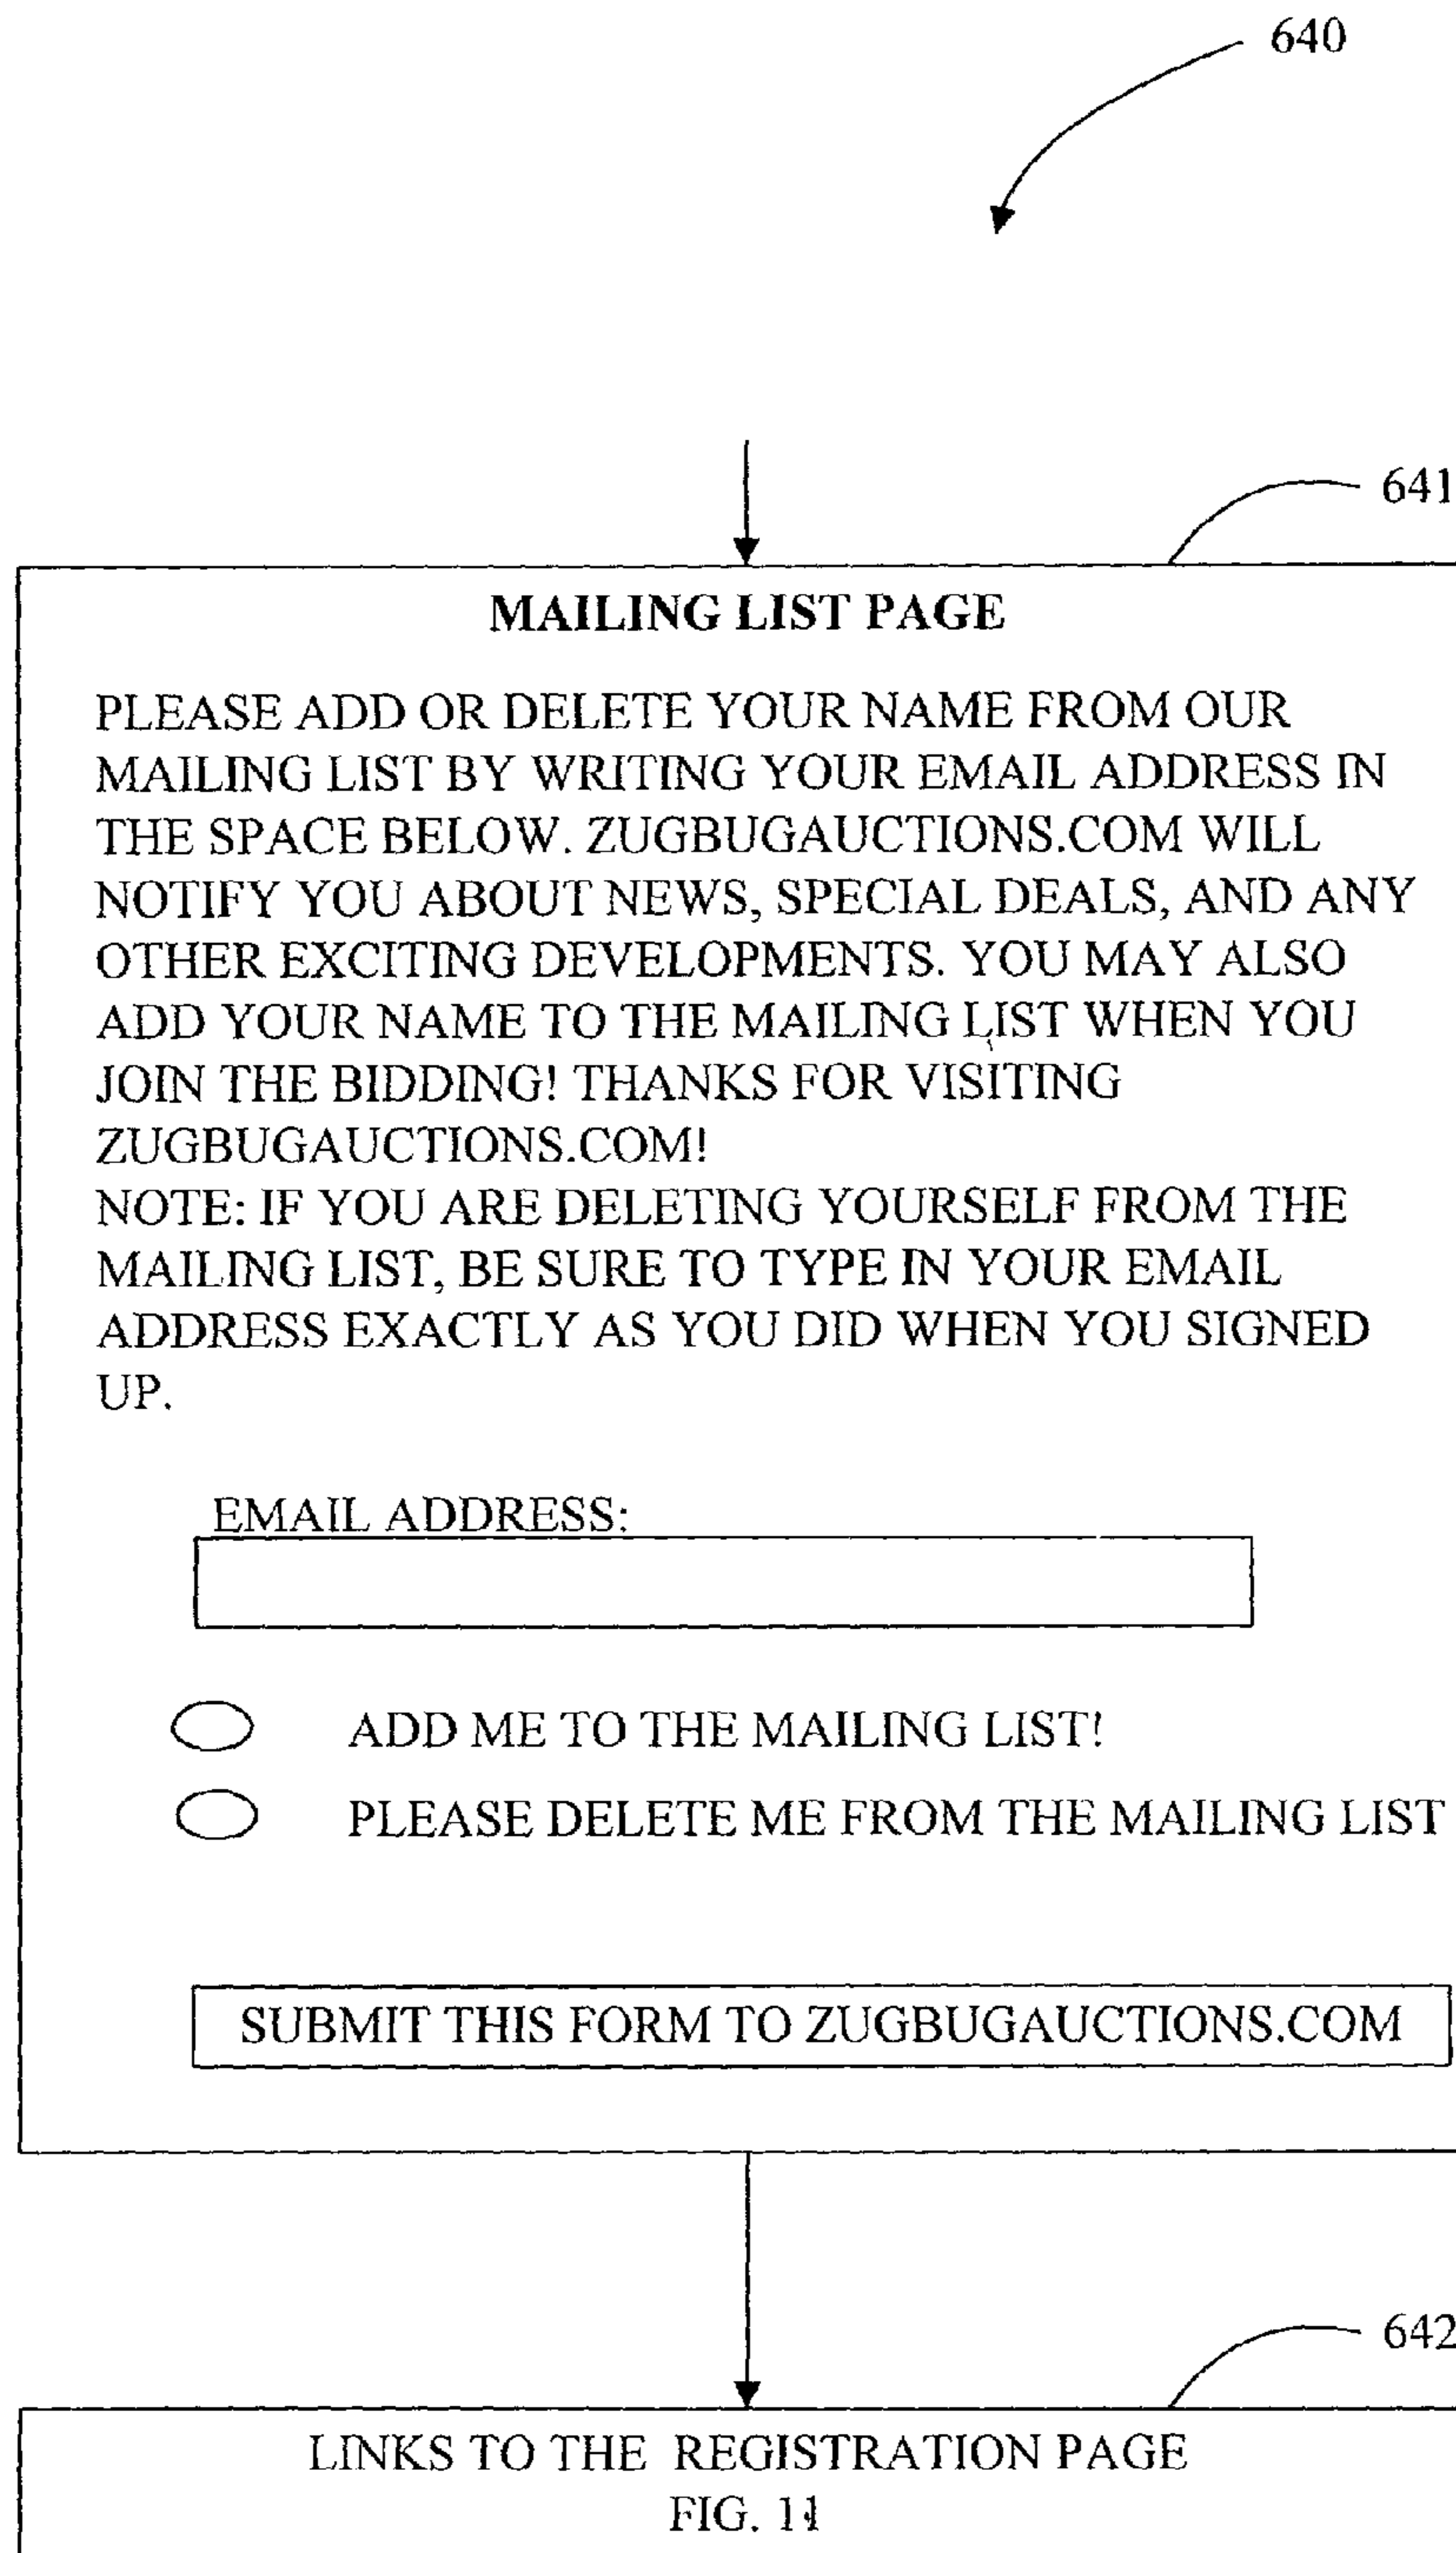 640
641
MAILING LIST PAGE
PLEASE ADD OR DELETE YOUR NAME FROM OUR
MAILING LIST BY WRITING YOUR EMAIL ADDRESS IN
THE SPACE BELOW. ZUGBUGAUCTIONS.COM WILL
NOTIFY YOU ABOUT NEWS, SPECIAL DEALS, AND ANY
OTHER EXCITING DEVELOPMENTS. YOU MAY ALSO
ADD YOUR NAME TO THE MAILING LIST WHEN YOU
JOIN THE BIDDING! THANKS FOR VISITING
ZUGBUGAUCTIONS.COM!
NOTE: IF YOU ARE DELETING YOURSELF FROM THE
MAILING LIST, BE SURE TO TYPE IN YOUR EMAIL
ADDRESS EXACTLY AS YOU DID WHEN YOU SIGNED
UP.
EMAIL ADDRESS:
ADD ME TO THE MAILING LIST!
PLEASE DELETE ME FROM THE MAILING LIST
SUBMIT THIS FORM TO ZUGBUGAUCTIONS.COM
642
LINKS TO THE REGISTRATION PAGE
FIG. 11